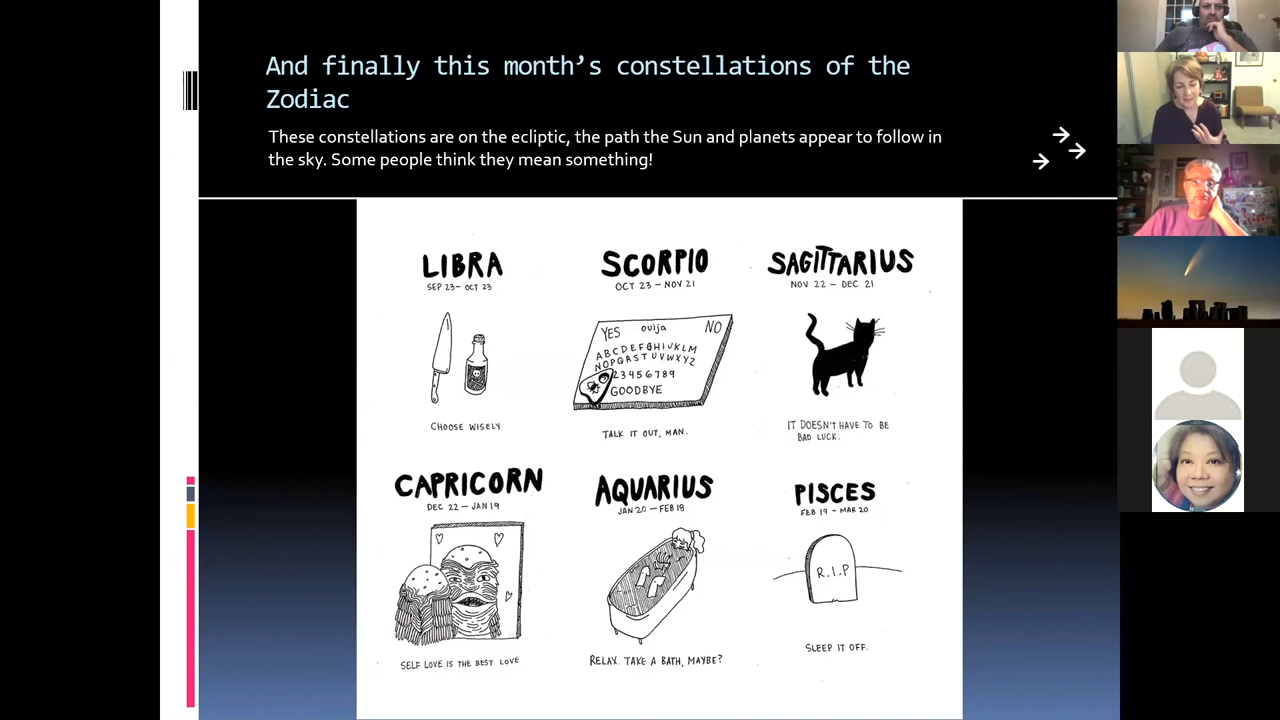 And finally this month's constellations of the
Zodiac
These constellations are on the ecliptic, the path the Sun and planets appear to follow in
the sky. Some people think they mean something!
LIBRA
SEP 23 - OCT 23
CHOOSE WISELY
SCORPIO
OCT 23 - NOV 21
YES ouija NO
ABCDEFGHIJKLM
NOPQRSTUVWXYZ
23456789
GOODBYE
TALK IT OUT, MAN.
SAGITTARIUS
NOV 22 - DEC 21
IT DOESN'T HAVE TO BE
BAD LUCK.
CAPRICORN
DEC 22 - JAN 19
SELF LOVE IS THE BEST LOVE
AQUARIUS
JAN 20 - FEB 18
RELAX. TAKE A BATH, MAYBE?
PISCES
FEB 19 - MAR 20
R.I.P
SLEEP IT OFF.